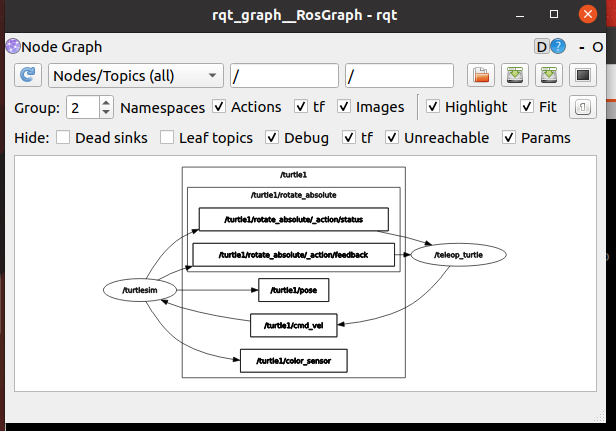 rqt_graph__RosGraph - rqt
Node Graph
D ? - O
Nodes/Topics (all) / /
Group: 2 Namespaces Actions tf Images Highlight Fit ¶
Hide: Dead sinks Leaf topics Debug tf Unreachable Params
/turtle1
/turtle1/rotate_absolute
/turtle1/rotate_absolute/_action/status
/turtle1/rotate_absolute/_action/feedback
/teleop_turtle
/turtlesim
/turtle1/pose
/turtle1/cmd_vel
/turtle1/color_sensor